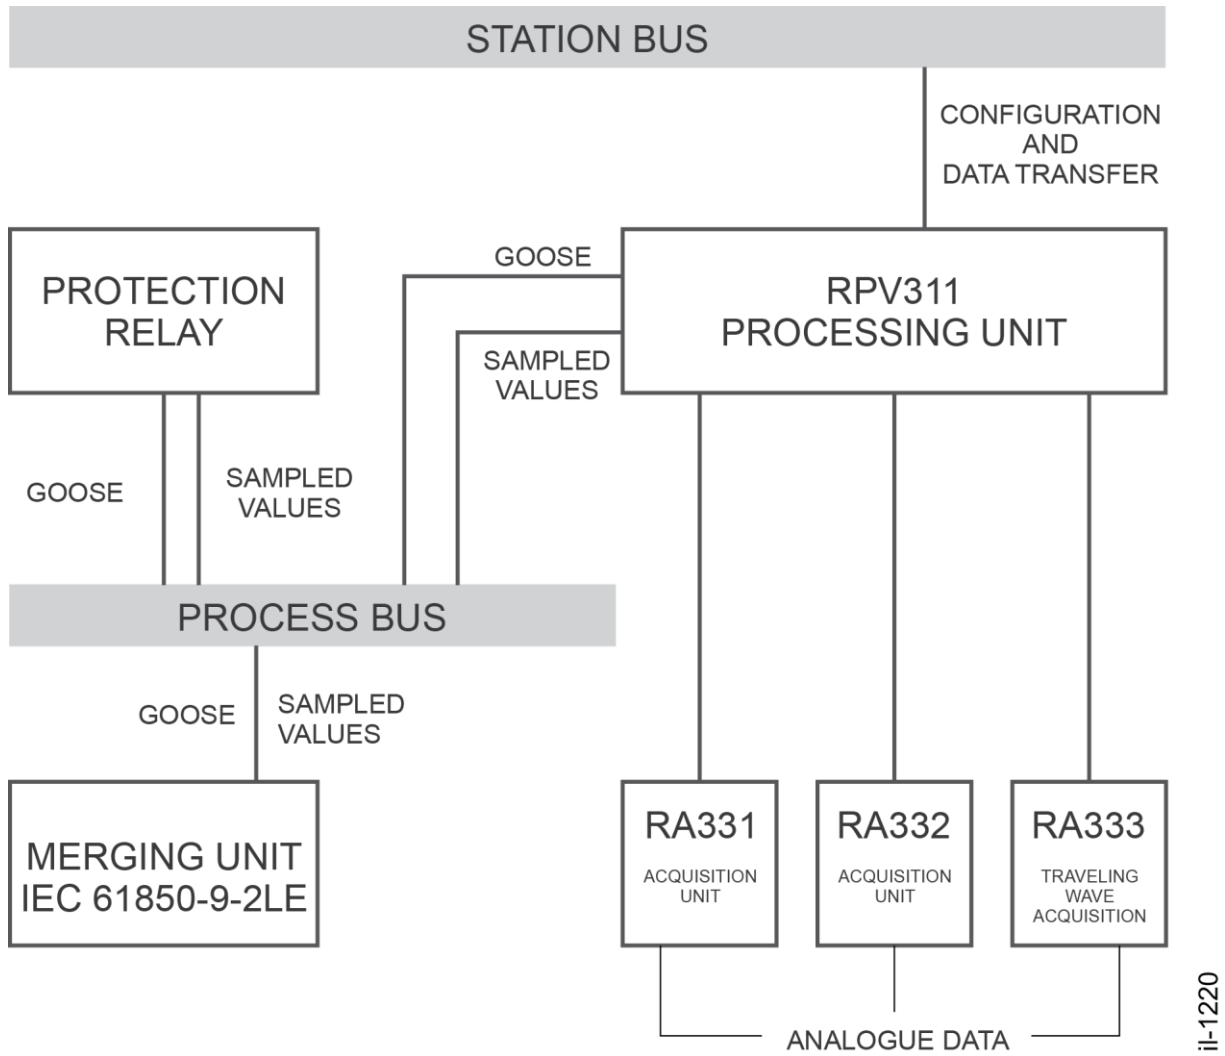 STATION BUS
CONFIGURATION
AND
DATA TRANSFER
PROTECTION
RELAY
GOOSE
SAMPLED
VALUES
RPV311
PROCESSING UNIT
GOOSE
SAMPLED
VALUES
PROCESS BUS
GOOSE
SAMPLED
VALUES
MERGING UNIT
IEC 61850-9-2LE
RA331
ACQUISITION
UNIT
RA332
ACQUISITION
UNIT
RA333
TRAVELING
WAVE
ACQUISITION
ANALOGUE DATA
il-1220